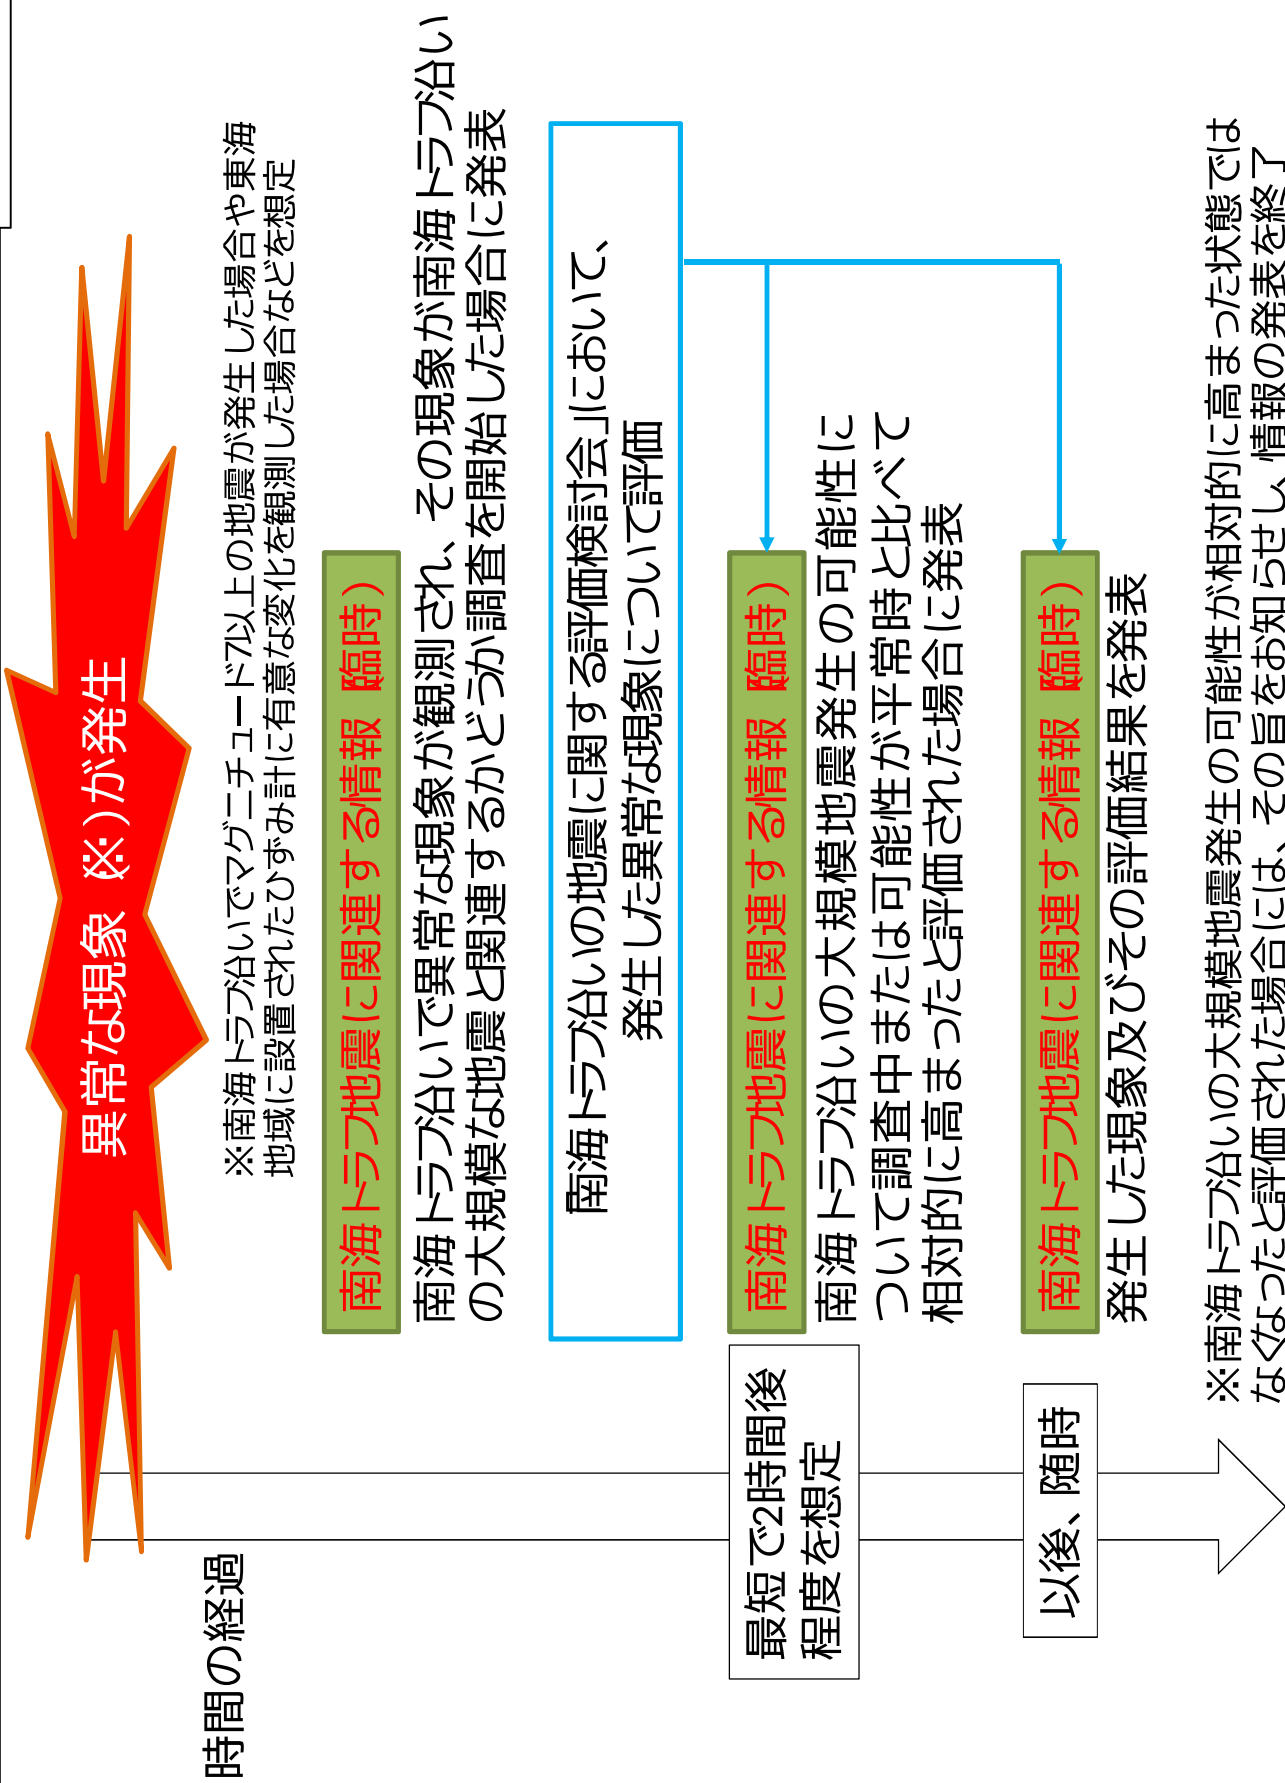 異常な現象（※）が発生
※南海トラフ沿いでマグニチュード7以上の地震が発生した場合や東海
地域に設置されたひずみ計に有意な変化を観測した場合などを想定
時間の経過
南海トラフ地震に関連する情報（臨時）
南海トラフ沿いで異常な現象が観測され、その現象が南海トラフ沿い
の大規模な地震と関連するかどうか調査を開始した場合に発表
「南海トラフ沿いの地震に関する評価検討会」において、
発生した異常な現象について評価
最短で2時間後
程度を想定
南海トラフ地震に関連する情報（臨時）
南海トラフ沿いの大規模地震発生の可能性に
ついて調査中または可能性が平常時と比べて
相対的に高まったと評価された場合に発表
以後、随時
南海トラフ地震に関連する情報（臨時）
発生した現象及びその評価結果を発表
※南海トラフ沿いの大規模地震発生の可能性が相対的に高まった状態では
なくなったと評価された場合には、その旨をお知らせし、情報の発表を終了